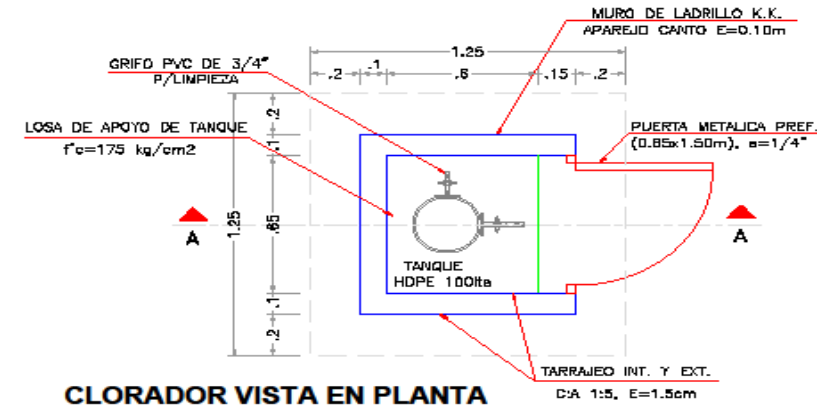 MURO DE LADRILLO K.K.
APAREJO CANTO E=0.10m
1.25
GRIFO PVC DE 3/4"
P/LIMPIEZA
.2 .1 .6 .15 .2
LOSA DE APOYO DE TANQUE
f'c=175 kg/cm2
PUERTA METALICA PREF.
(0.65x1.50m), e=1/4"
.2
.1
1.25
.65
.1
.2
A
A
TANQUE
HDPE 100lts
TARRAJEO INT. Y EXT.
C:A 1:5, E=1.5cm
CLORADOR VISTA EN PLANTA